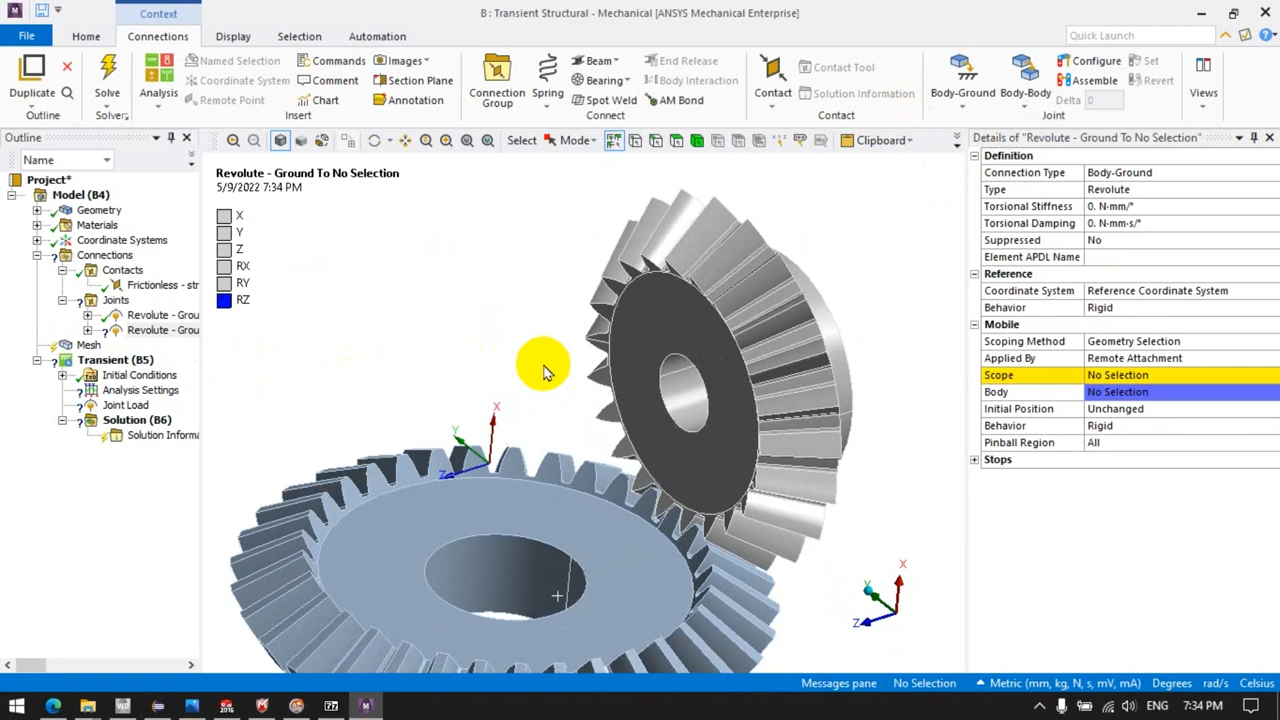 Context
B : Transient Structural - Mechanical [ANSYS Mechanical Enterprise]
File
Home
Connections
Display
Selection
Automation
Quick Launch
Duplicate
Outline
Solve
Solver
Analysis
Named Selection
Coordinate System
Remote Point
Commands
Comment
Chart
Images
Section Plane
Annotation
Insert
Connection
Group
Spring
Beam
Bearing
Spot Weld
End Release
Body Interaction
AM Bond
Connect
Contact
Contact Tool
Solution Information
Contact
Body-Ground
Body-Body
Configure
Assemble
Delta 0
Set
Revert
Joint
Views
Outline
Name
Select
Mode
Clipboard
Project*
Model (B4)
Geometry
Materials
Coordinate Systems
Connections
Contacts
Frictionless - str
Joints
Revolute - Grou
Revolute - Grou
Mesh
Transient (B5)
Initial Conditions
Analysis Settings
Joint Load
Solution (B6)
Solution Informa
Revolute - Ground To No Selection
5/9/2022 7:34 PM
X
Y
Z
RX
RY
RZ
X
Y
Z
X
Y
Z
Details of "Revolute - Ground To No Selection"
Definition
Connection Type Body-Ground
Type Revolute
Torsional Stiffness 0. N·mm/°
Torsional Damping 0. N·mm·s/°
Suppressed No
Element APDL Name
Reference
Coordinate System Reference Coordinate System
Behavior Rigid
Mobile
Scoping Method Geometry Selection
Applied By Remote Attachment
Scope No Selection
Body No Selection
Initial Position Unchanged
Behavior Rigid
Pinball Region All
Stops
Messages pane
No Selection
Metric (mm, kg, N, s, mV, mA)
Degrees
rad/s
Celsius
ENG
7:34 PM